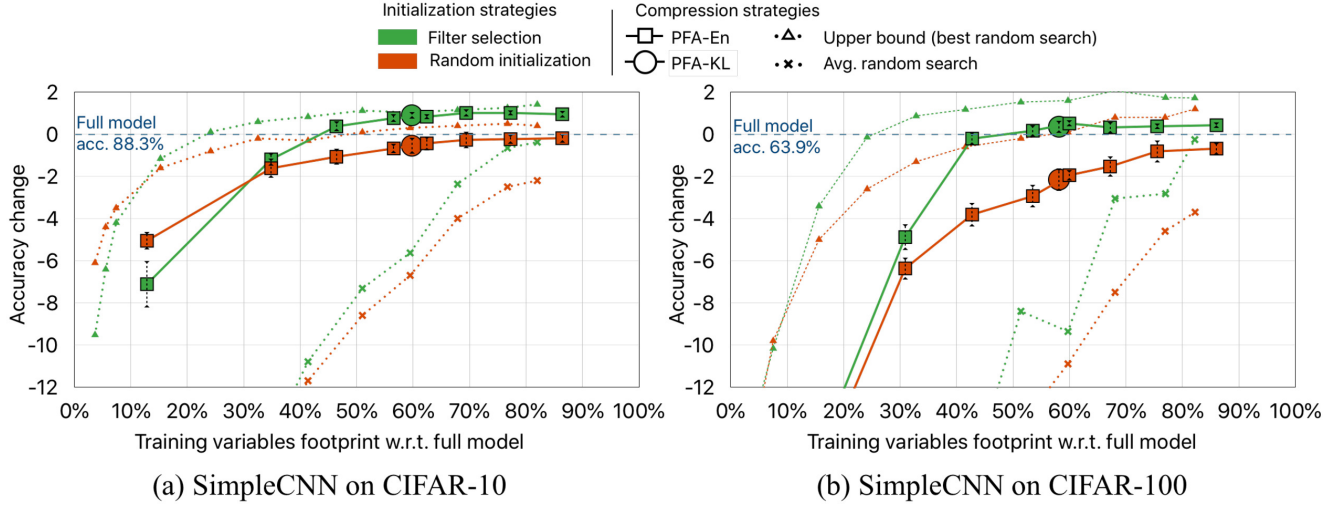 Initialization strategies
Filter selection
Random initialization
Compression strategies
PFA-En
PFA-KL
Upper bound (best random search)
Avg. random search
Accuracy change
2
0
-2
-4
-6
-8
-10
-12
Full model
acc. 88.3%
0% 10% 20% 30% 40% 50% 60% 70% 80% 90% 100%
Training variables footprint w.r.t. full model
(a) SimpleCNN on CIFAR-10
Accuracy change
2
0
-2
-4
-6
-8
-10
-12
Full model
acc. 63.9%
0% 10% 20% 30% 40% 50% 60% 70% 80% 90% 100%
Training variables footprint w.r.t. full model
(b) SimpleCNN on CIFAR-100